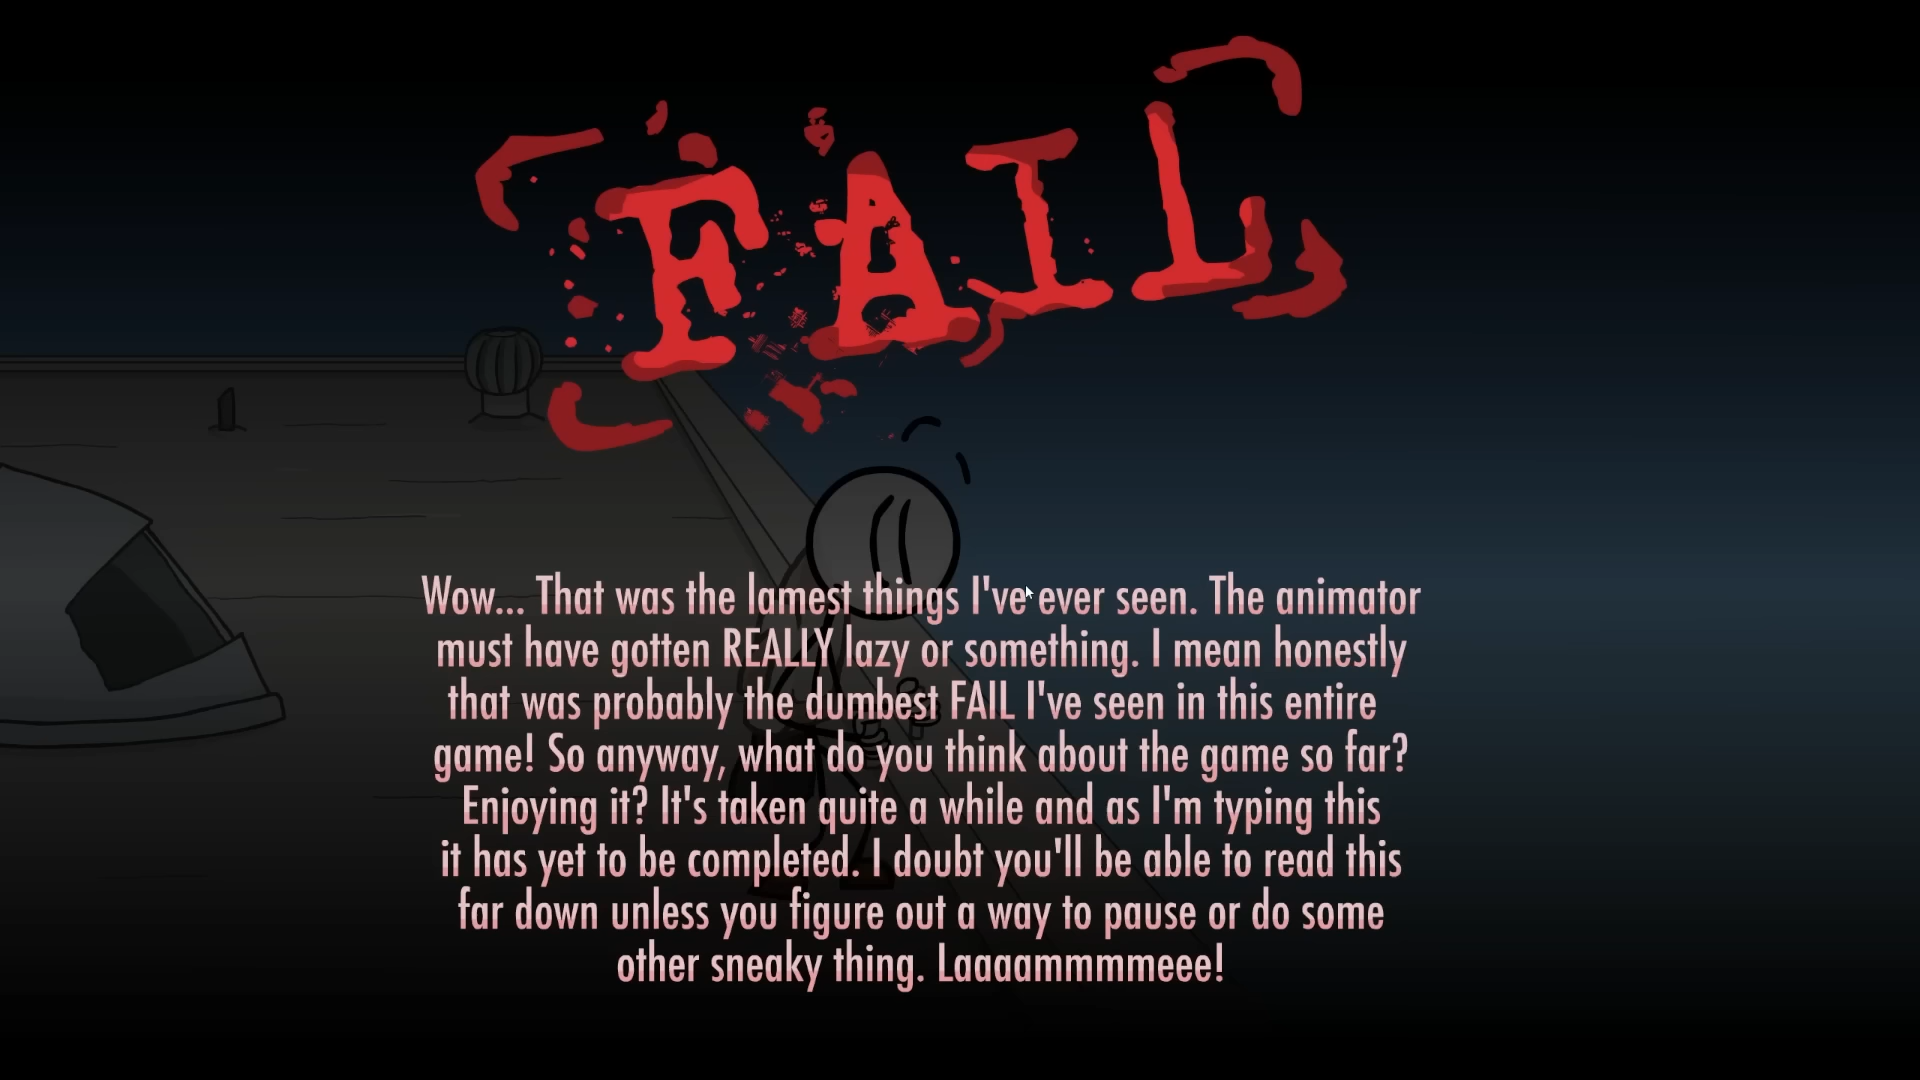 FAIL
Wow... That was the lamest things I've ever seen. The animator
must have gotten REALLY lazy or something. I mean honestly
that was probably the dumbest FAIL I've seen in this entire
game! So anyway, what do you think about the game so far?
Enjoying it? It's taken quite a while and as I'm typing this
it has yet to be completed. I doubt you'll be able to read this
far down unless you figure out a way to pause or do some
other sneaky thing. Laaaammmmeee!